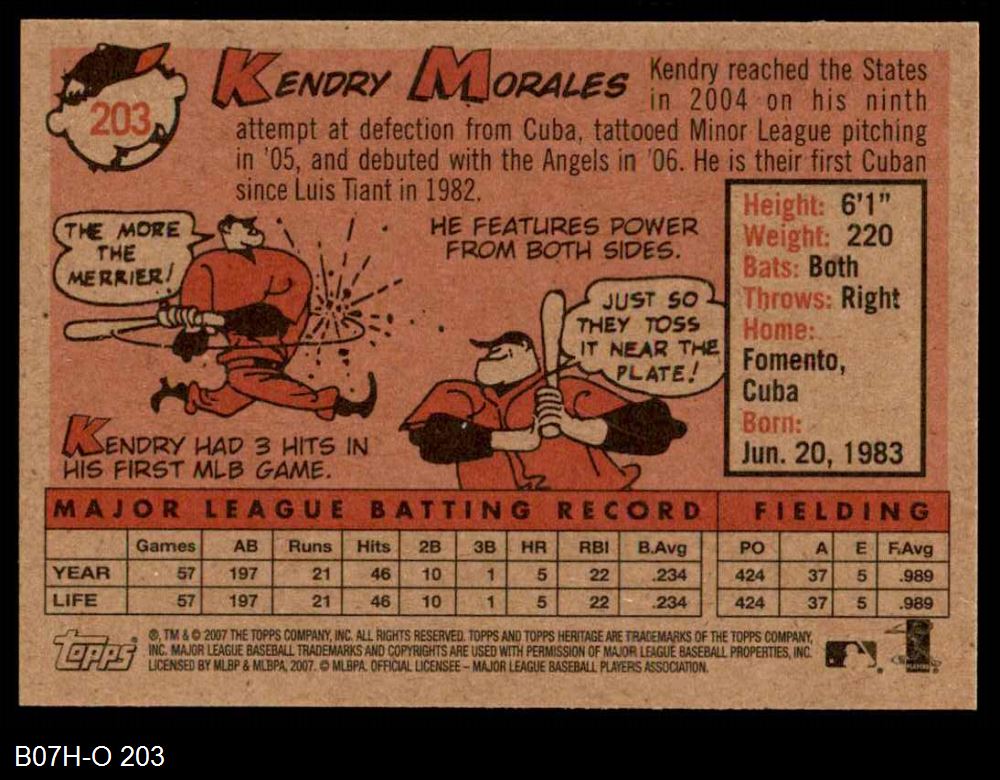 203
KENDRY MORALES
Kendry reached the States
in 2004 on his ninth
attempt at defection from Cuba, tattooed Minor League pitching
in '05, and debuted with the Angels in '06. He is their first Cuban
since Luis Tiant in 1982.
THE MORE
THE
MERRIER!
HE FEATURES POWER
FROM BOTH SIDES.
JUST SO
THEY TOSS
IT NEAR THE
PLATE!
KENDRY HAD 3 HITS IN
HIS FIRST MLB GAME.
Height: 6'1"
Weight: 220
Bats: Both
Throws: Right
Home:
Fomento,
Cuba
Born:
Jun. 20, 1983
MAJOR LEAGUE BATTING RECORD FIELDING
Games AB Runs Hits 2B 3B HR RBI B.Avg PO A E F.Avg
YEAR 57 197 21 46 10 1 5 22 .234 424 37 5 .989
LIFE 57 197 21 46 10 1 5 22 .234 424 37 5 .989
Topps
®, TM & © 2007 THE TOPPS COMPANY, INC. ALL RIGHTS RESERVED. TOPPS AND TOPPS HERITAGE ARE TRADEMARKS OF THE TOPPS COMPANY,
INC. MAJOR LEAGUE BASEBALL TRADEMARKS AND COPYRIGHTS ARE USED WITH PERMISSION OF MAJOR LEAGUE BASEBALL PROPERTIES, INC.
LICENSED BY MLBP & MLBPA, 2007. © MLBPA. OFFICIAL LICENSEE – MAJOR LEAGUE BASEBALL PLAYERS ASSOCIATION.
B07H-O 203